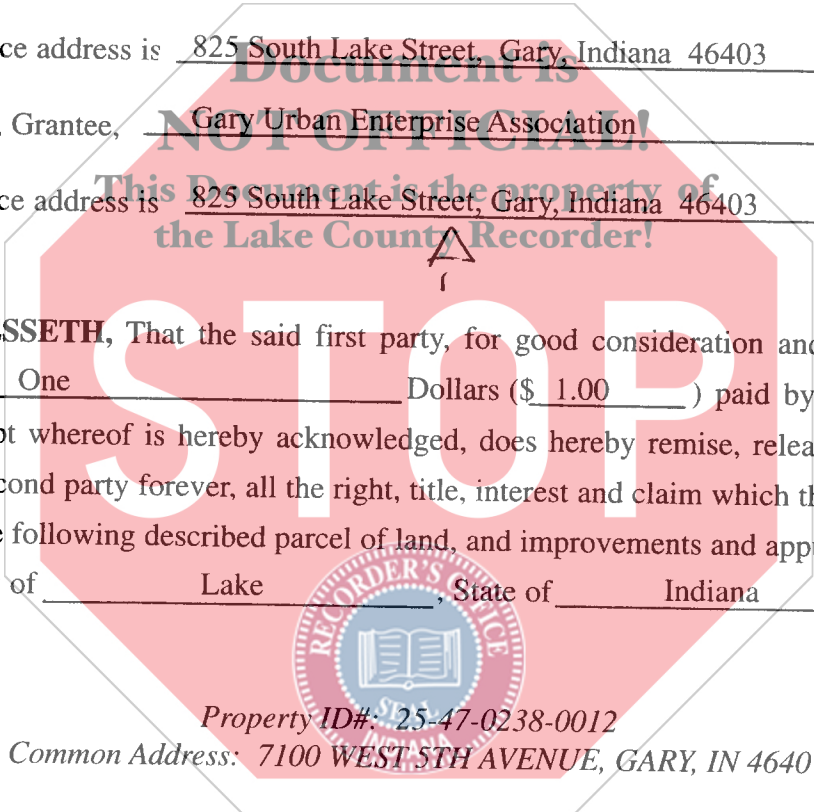 ce address is 825 South Lake Street, Gary, Indiana 46403
Document is
, Grantee, Gary Urban Enterprise Association
NOT OFFICIAL!
This Document is the property of
ce address is 825 South Lake Street, Gary, Indiana 46403
the Lake County Recorder!
SSETH, That the said first party, for good consideration and
One Dollars ($ 1.00 ) paid by
STOP
ot whereof is hereby acknowledged, does hereby remise, relea
cond party forever, all the right, title, interest and claim which th
e following described parcel of land, and improvements and appu
of Lake , State of Indiana
RECORDER'S OFFICE
SEAL
INDIANA
Property ID#: 25-47-0238-0012
Common Address: 7100 WEST 5TH AVENUE, GARY, IN 4640